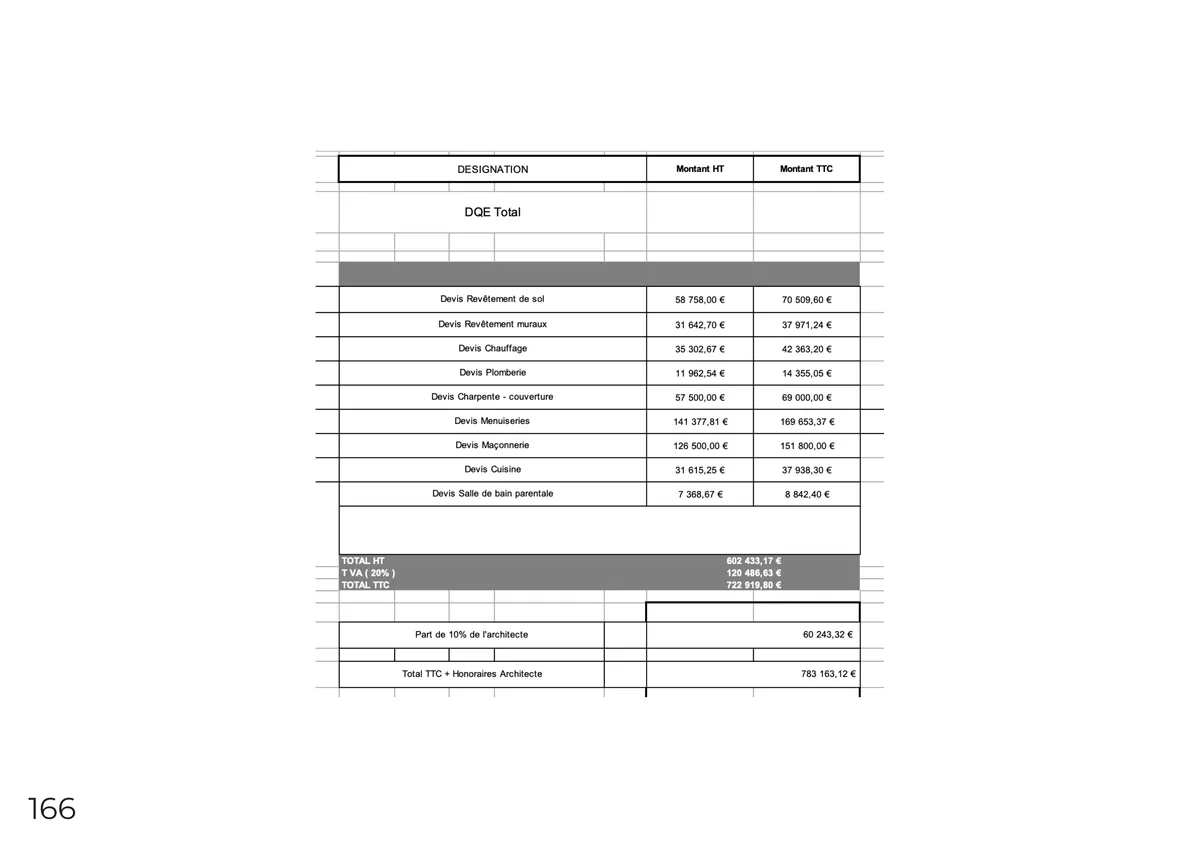 DESIGNATION Montant HT Montant TTC
DQE Total
Devis Revêtement de sol 58 758,00 € 70 509,60 €
Devis Revêtement muraux 31 642,70 € 37 971,24 €
Devis Chauffage 35 302,67 € 42 363,20 €
Devis Plomberie 11 962,54 € 14 355,05 €
Devis Charpente - couverture 57 500,00 € 69 000,00 €
Devis Menuiseries 141 377,81 € 169 653,37 €
Devis Maçonnerie 126 500,00 € 151 800,00 €
Devis Cuisine 31 615,25 € 37 938,30 €
Devis Salle de bain parentale 7 368,67 € 8 842,40 €
TOTAL HT 602 433,17 €
T VA ( 20% ) 120 486,63 €
TOTAL TTC 722 919,80 €
Part de 10% de l'architecte 60 243,32 €
Total TTC + Honoraires Architecte 783 163,12 €
166